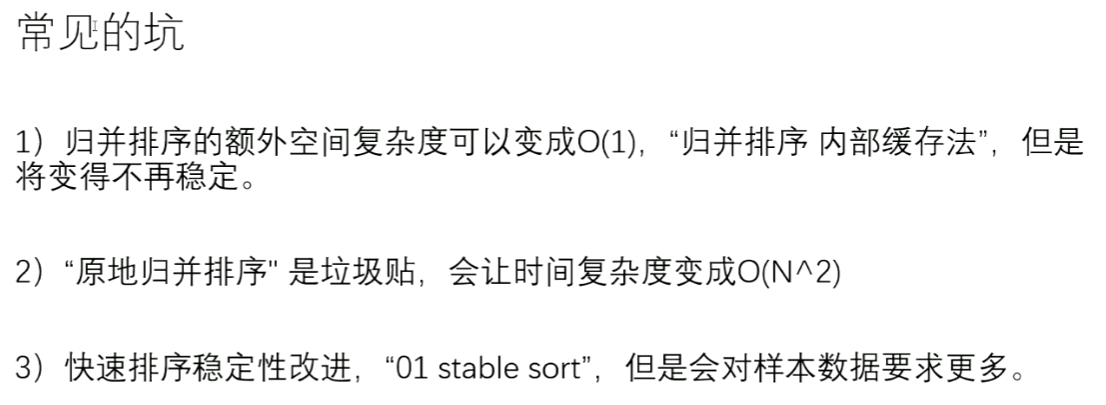 常见的坑
1）归并排序的额外空间复杂度可以变成O(1)，“归并排序 内部缓存法”，但是
将变得不再稳定。
2）“原地归并排序" 是垃圾贴，会让时间复杂度变成O(N^2)
3）快速排序稳定性改进，“01 stable sort”，但是会对样本数据要求更多。